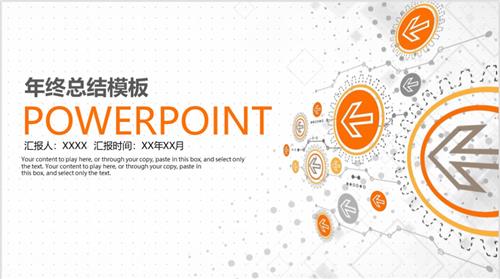 年终总结模板
POWERPOINT
汇报人：XXXX 汇报时间：XX年XX月
Your content to play here, or through your copy, paste in this box, and select only
the text. Your content to play here, or through your copy, paste in
this box, and select only the text.